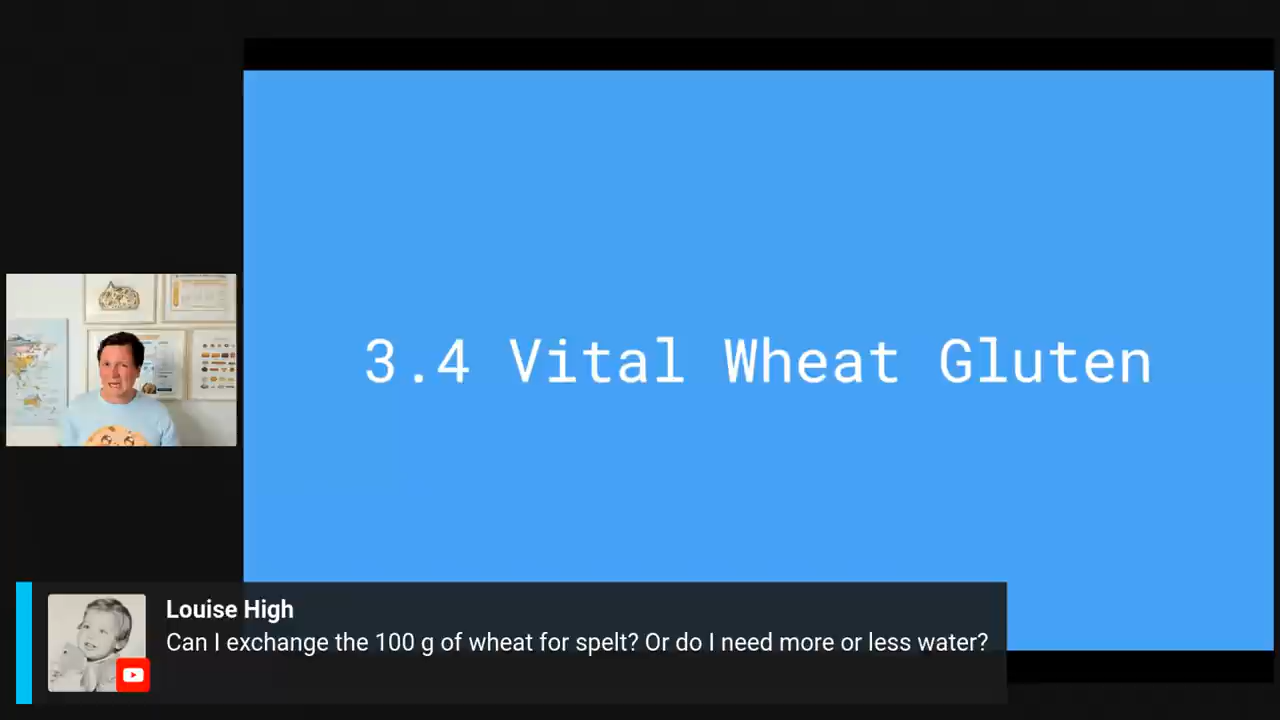 3.4 Vital Wheat Gluten
Louise High
Can I exchange the 100 g of wheat for spelt? Or do I need more or less water?